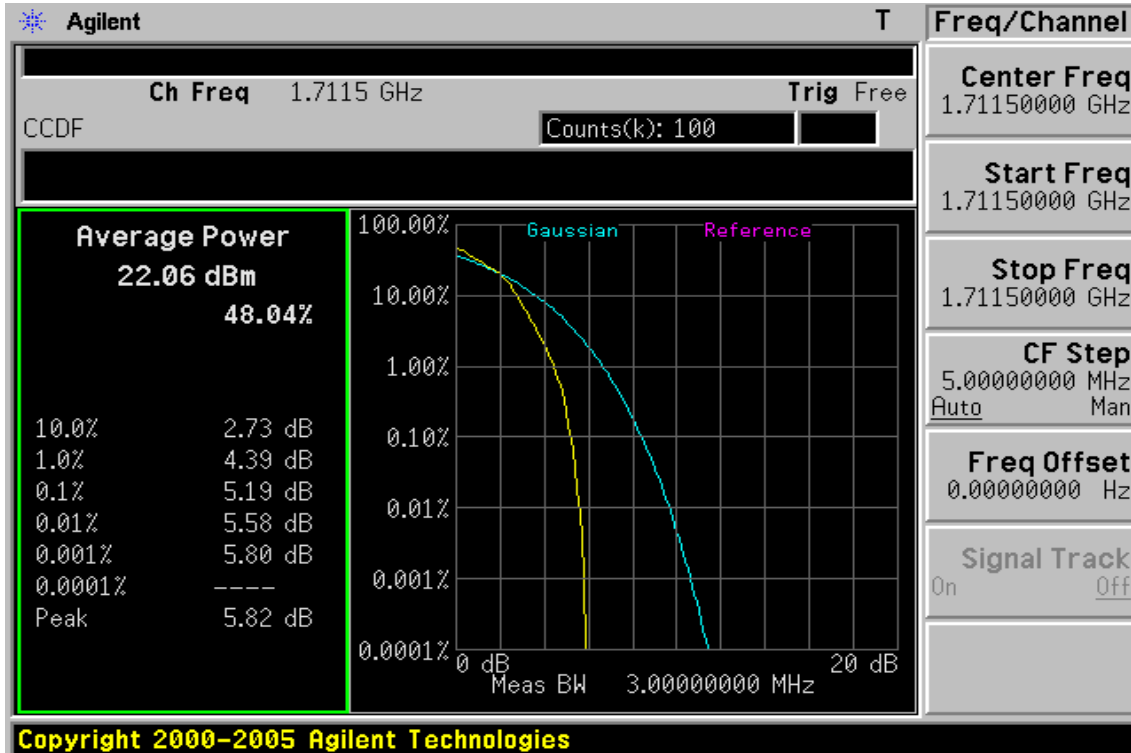 Agilent T
Ch Freq 1.7115 GHz Trig Free
CCDF Counts(k): 100
Average Power
22.06 dBm
48.04%
10.0% 2.73 dB
1.0% 4.39 dB
0.1% 5.19 dB
0.01% 5.58 dB
0.001% 5.80 dB
0.0001% ----
Peak 5.82 dB
Gaussian Reference
100.00%
10.00%
1.00%
0.10%
0.01%
0.001%
0.0001%
0 dB 20 dB
Meas BW 3.00000000 MHz
Freq/Channel
Center Freq
1.71150000 GHz
Start Freq
1.71150000 GHz
Stop Freq
1.71150000 GHz
CF Step
5.00000000 MHz
Auto Man
Freq Offset
0.00000000 Hz
Signal Track
On Off
Copyright 2000-2005 Agilent Technologies